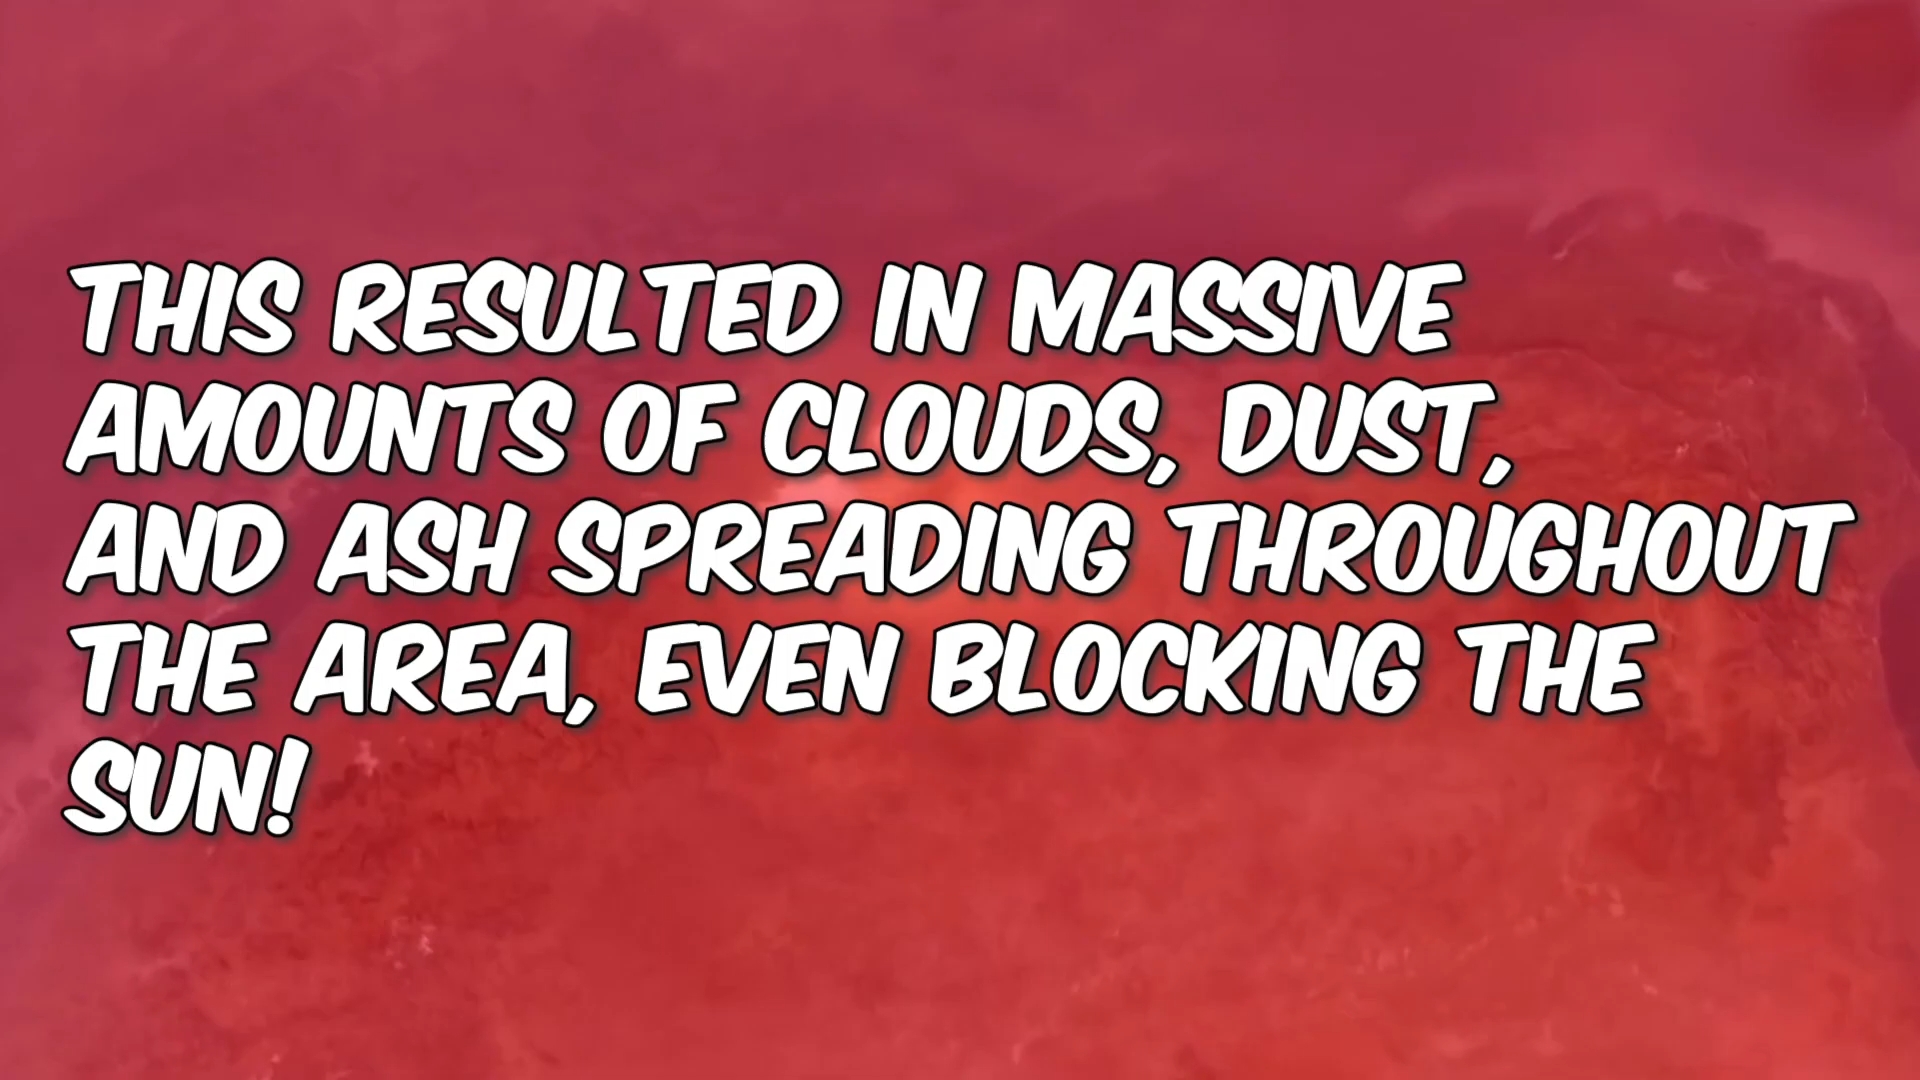 THIS RESULTED IN MASSIVE
AMOUNTS OF CLOUDS, DUST,
AND ASH SPREADING THROUGHOUT
THE AREA, EVEN BLOCKING THE
SUN!